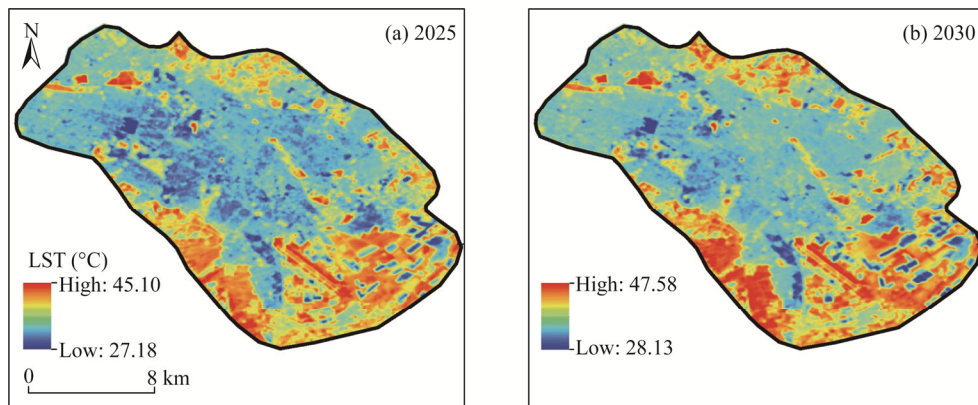 N
(a) 2025
LST (°C)
High: 45.10
Low: 27.18
0 8 km
(b) 2030
High: 47.58
Low: 28.13